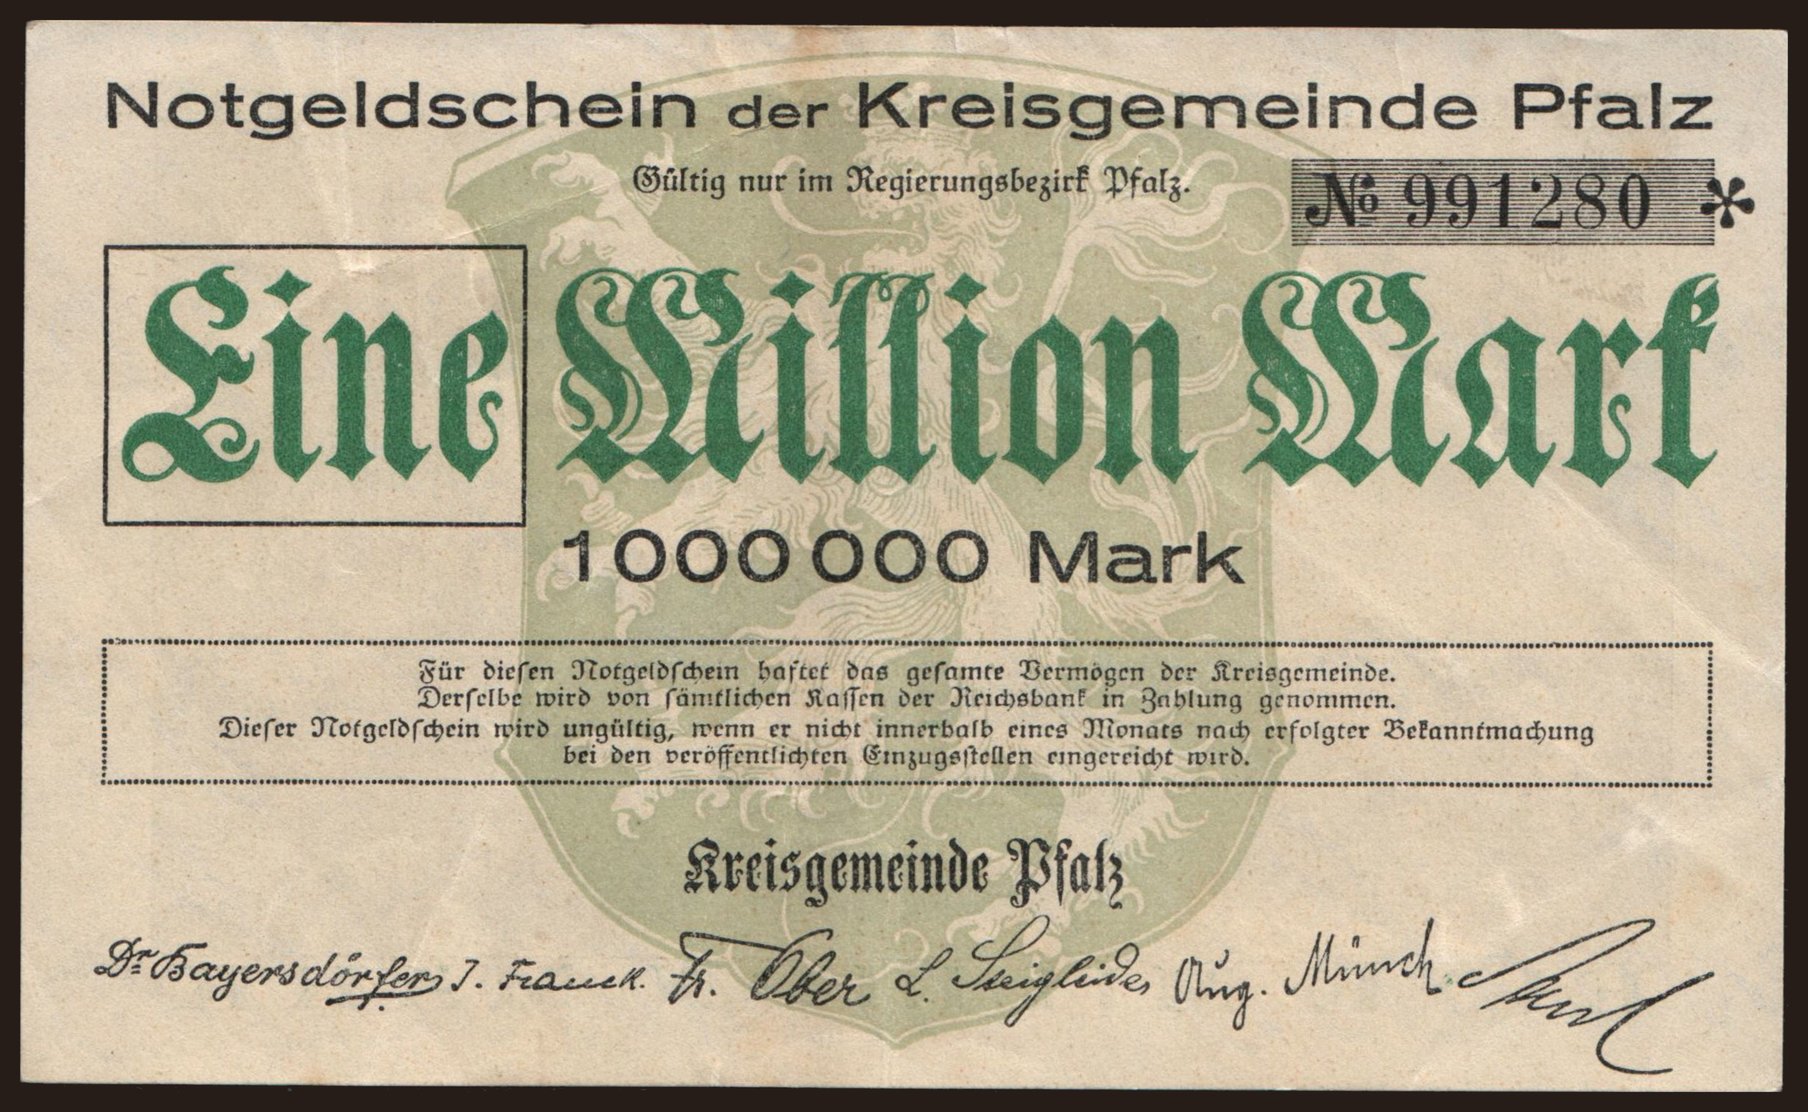 Notgeldschein der Kreisgemeinde Pfalz
Gültig nur im Regierungsbezirk Pfalz.
№ 991280 *
Eine Million Mark
1000000 Mark
Für diesen Notgeldschein haftet das gesamte Vermögen der Kreisgemeinde.
Derselbe wird von sämtlichen Kassen der Reichsbank in Zahlung genommen.
Dieser Notgeldschein wird ungültig, wenn er nicht innerhalb eines Monats nach erfolgter Bekanntmachung
bei den veröffentlichten Einzugsstellen eingereicht wird.
Kreisgemeinde Pfalz
Dr Bayersdörfer J. Franck. Fr. Ober L. Aug. Münch